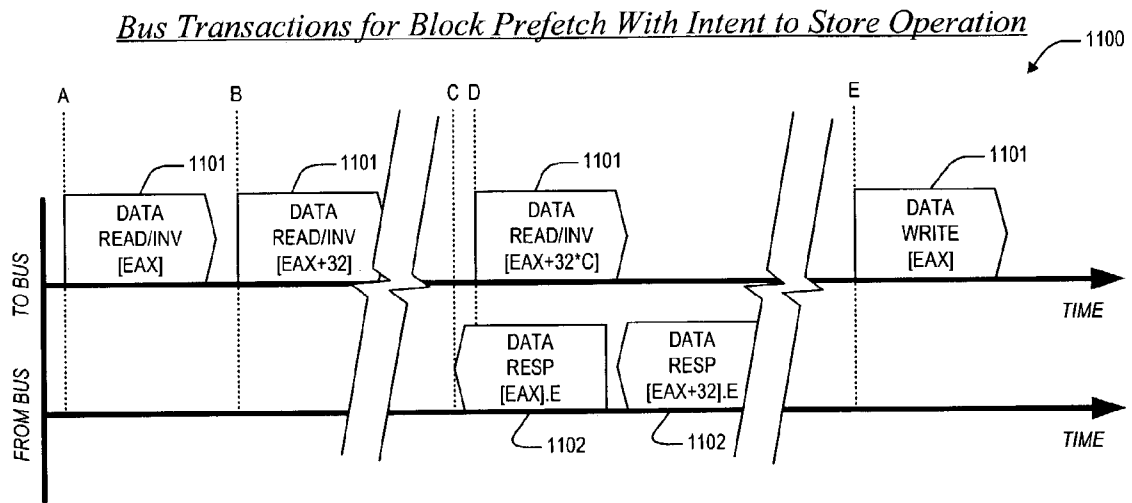 Bus Transactions for Block Prefetch With Intent to Store Operation
1100
A
B
C
D
E
1101
1101
1101
1101
DATA
READ/INV
[EAX]
DATA
READ/INV
[EAX+32]
DATA
READ/INV
[EAX+32*C]
DATA
WRITE
[EAX]
TO BUS
TIME
DATA
RESP
[EAX].E
DATA
RESP
[EAX+32].E
FROM BUS
1102
1102
TIME